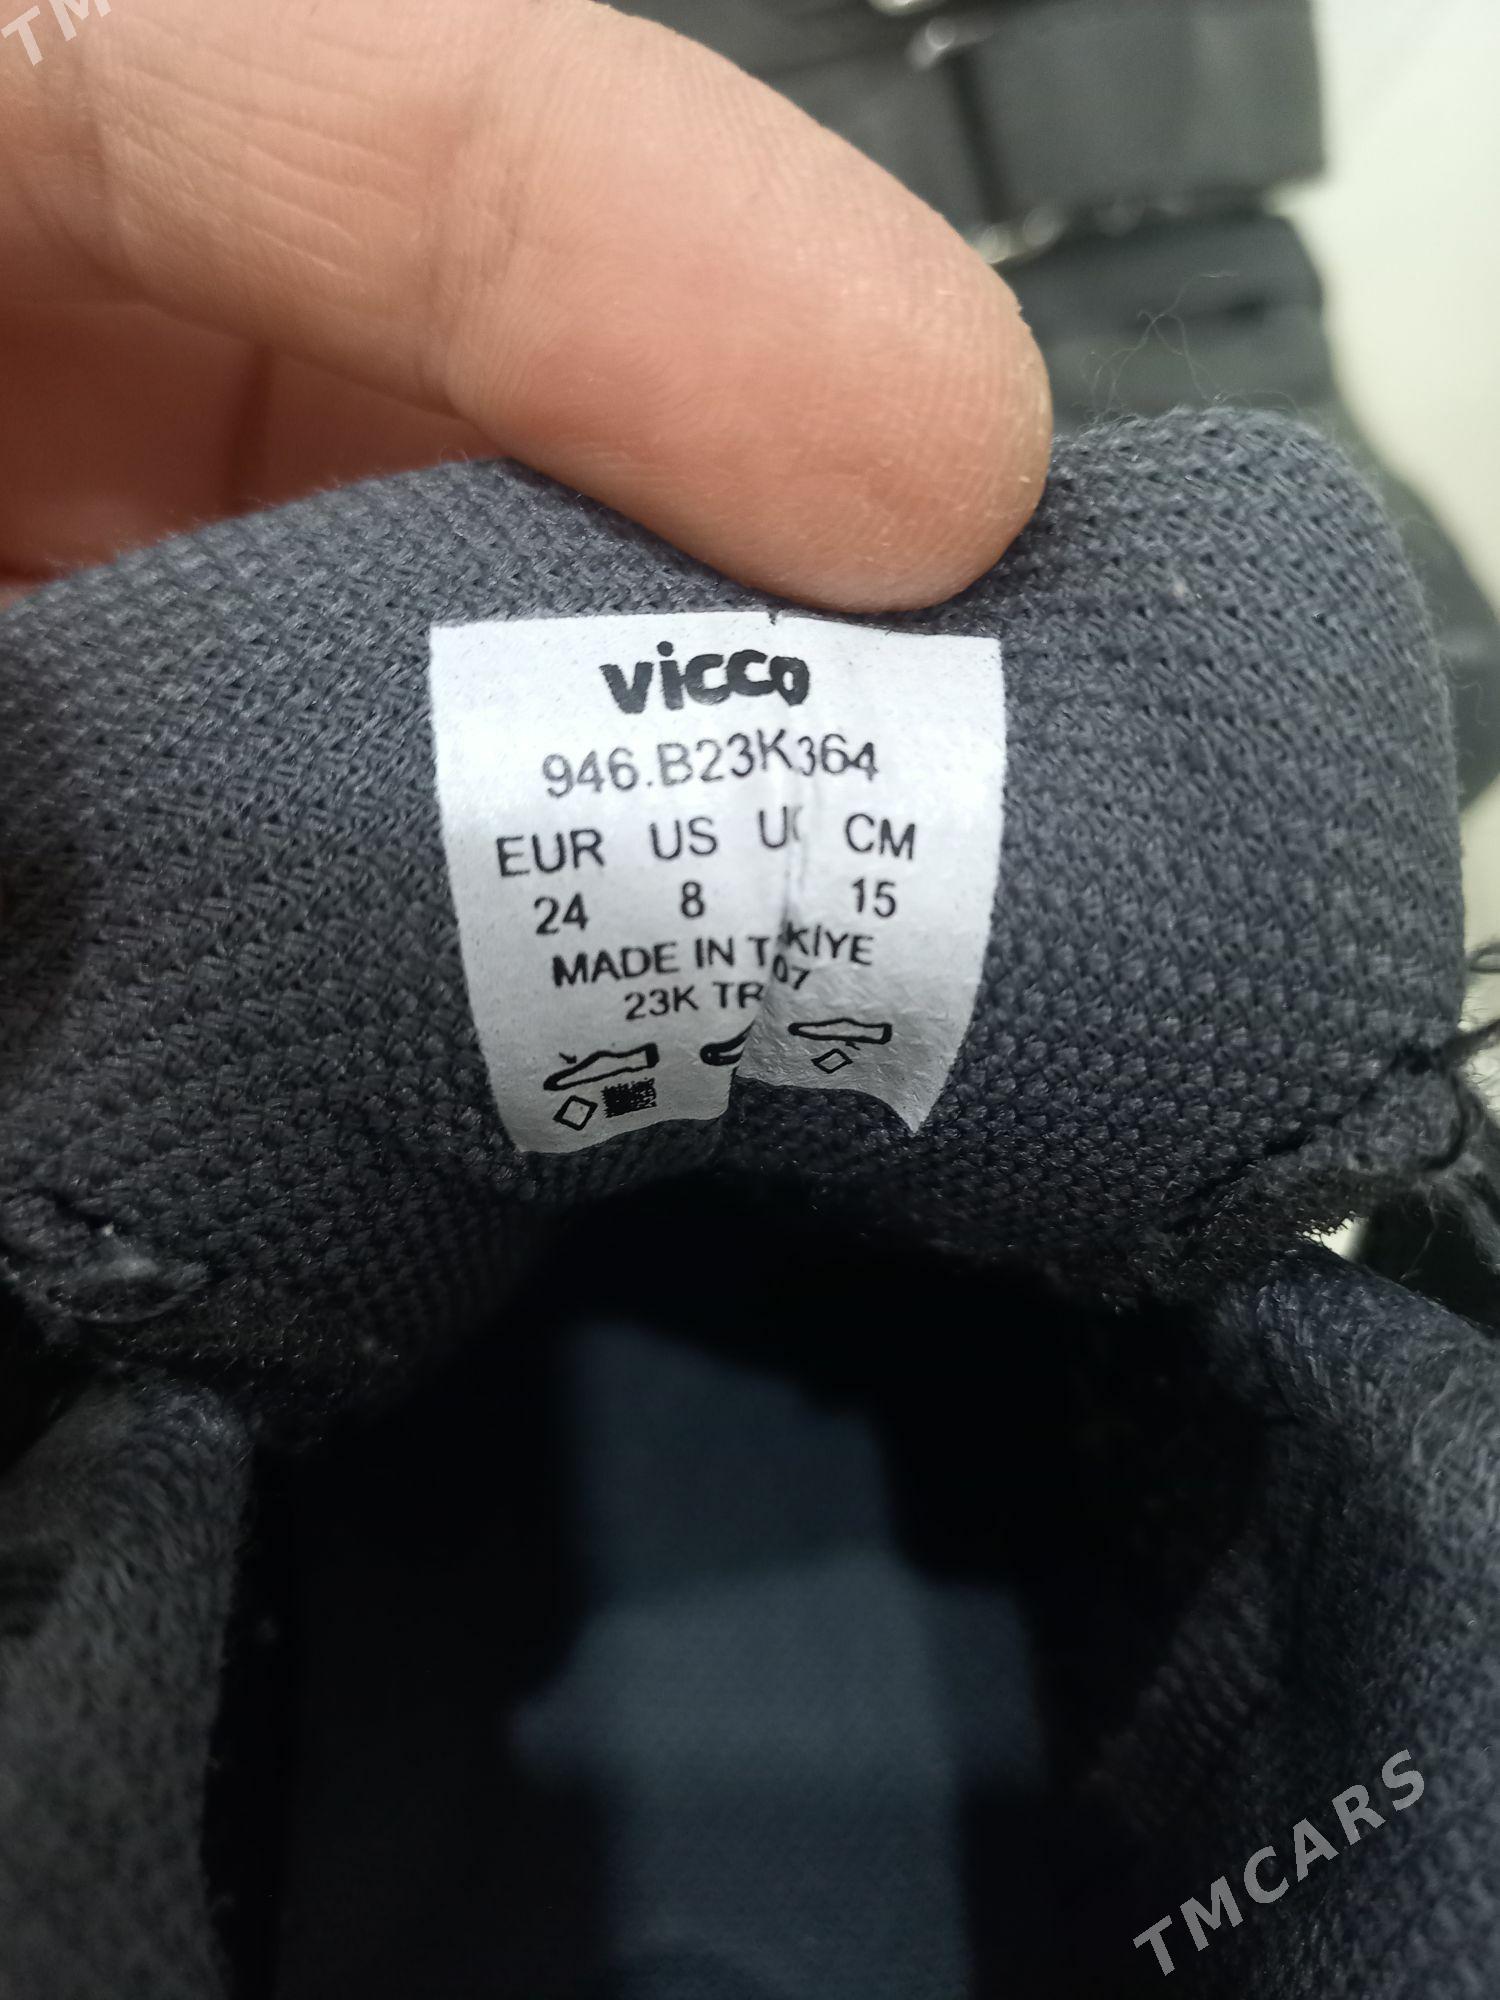 vicco
946.B23K364
EUR US CM
24 8 15
MADE IN
23K
TMCARS